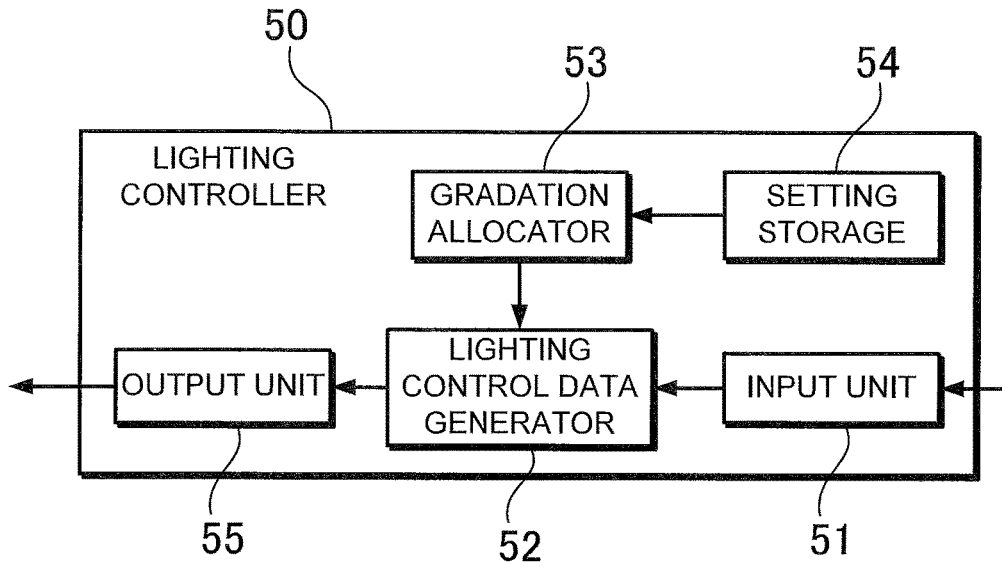 50
53
54
LIGHTING
CONTROLLER
GRADATION
ALLOCATOR
SETTING
STORAGE
OUTPUT UNIT
LIGHTING
CONTROL DATA
GENERATOR
INPUT UNIT
55
52
51